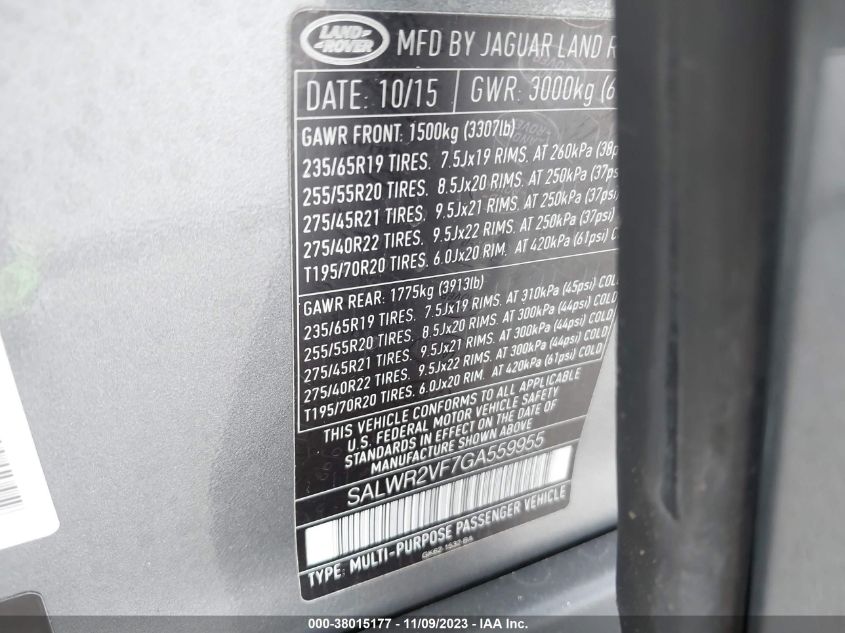 LAND
ROVER
MFD BY JAGUAR LAND
DATE: 10/15 GWR: 3000kg (6
GAWR FRONT: 1500kg (3307lb)
235/65R19 TIRES. 7.5Jx19 RIMS. AT 260kPa (38p
255/55R20 TIRES. 8.5Jx20 RIMS. AT 250kPa (37ps
275/45R21 TIRES. 9.5Jx21 RIMS. AT 250kPa (37psi)
275/40R22 TIRES. 9.5Jx22 RIMS. AT 250kPa (37psi)
T195/70R20 TIRES. 6.0Jx20 RIM. AT 420kPa (61psi) C
GAWR REAR: 1775kg (3913lb)
235/65R19 TIRES. 7.5Jx19 RIMS. AT 310kPa (45psi) COL
255/55R20 TIRES. 8.5Jx20 RIMS. AT 300kPa (44psi) COLD
275/45R21 TIRES. 9.5Jx21 RIMS. AT 300kPa (44psi) COLD
275/40R22 TIRES. 9.5Jx22 RIMS. AT 300kPa (44psi) COLD
T195/70R20 TIRES. 6.0Jx20 RIM. AT 420kPa (61psi) COLD
THIS VEHICLE CONFORMS TO ALL APPLICABLE
U.S. FEDERAL MOTOR VEHICLE SAFETY
STANDARDS IN EFFECT ON THE DATE OF
MANUFACTURE SHOWN ABOVE
SALWR2VF7GA559955
TYPE: MULTI-PURPOSE PASSENGER VEHICLE
GK62-1532-BA
000-38015177 - 11/09/2023 - IAA Inc.